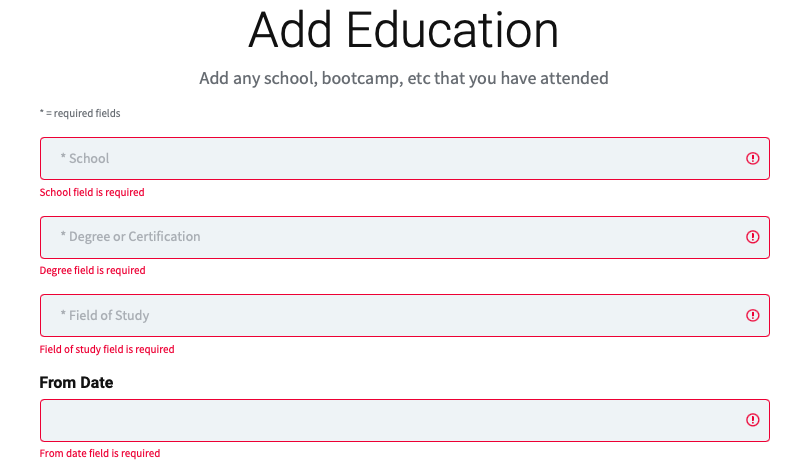 Add Education
Add any school, bootcamp, etc that you have attended
* = required fields
* School
School field is required
* Degree or Certification
Degree field is required
* Field of Study
Field of study field is required
From Date
From date field is required